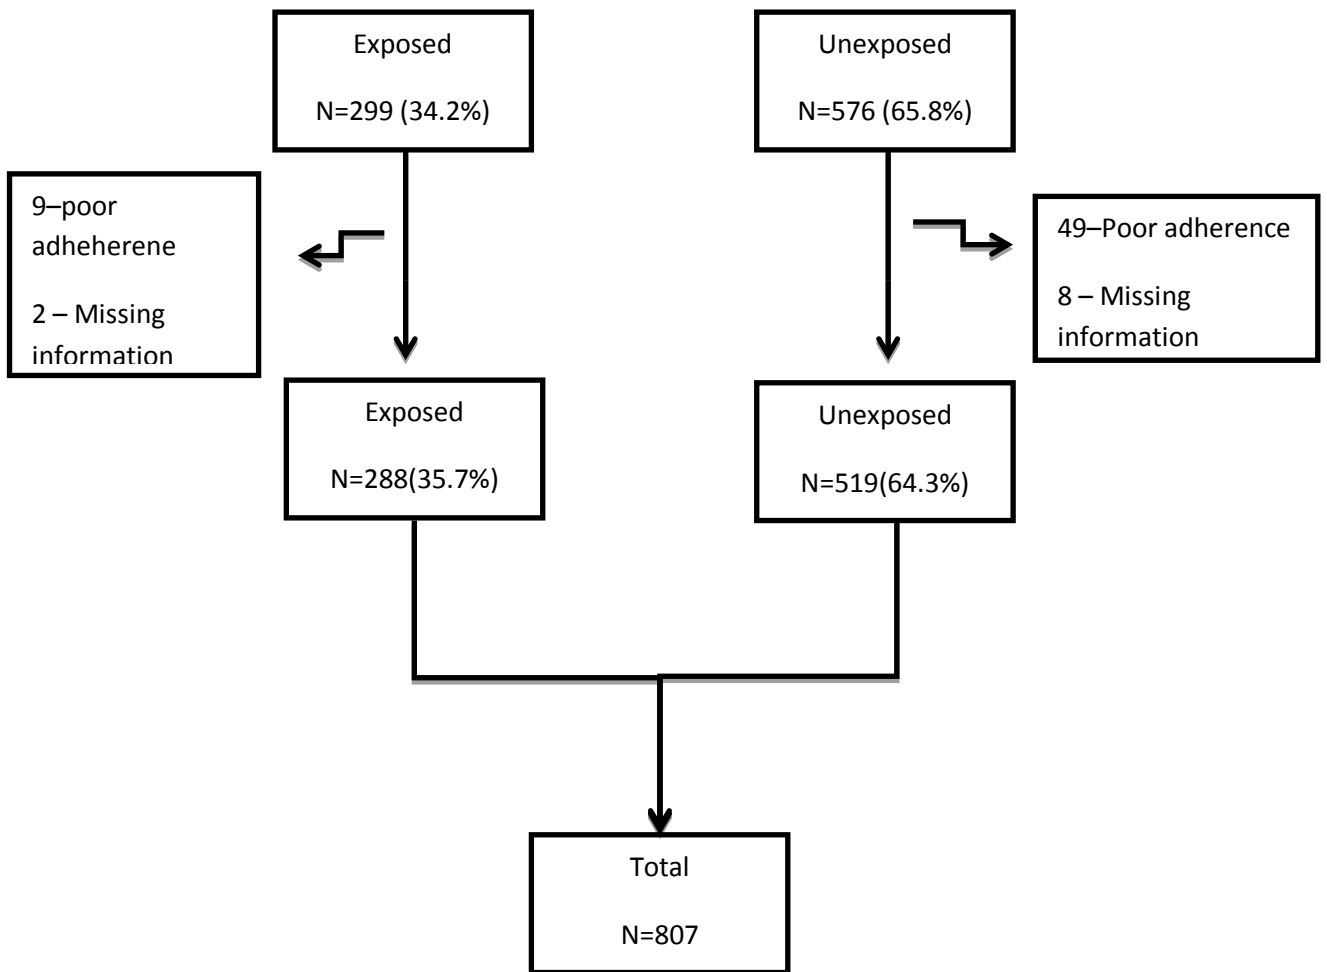 Exposed
N=299 (34.2%)
Unexposed
N=576 (65.8%)
9–poor
adheherene
2 – Missing
information
49–Poor adherence
8 – Missing
information
Exposed
N=288(35.7%)
Unexposed
N=519(64.3%)
Total
N=807